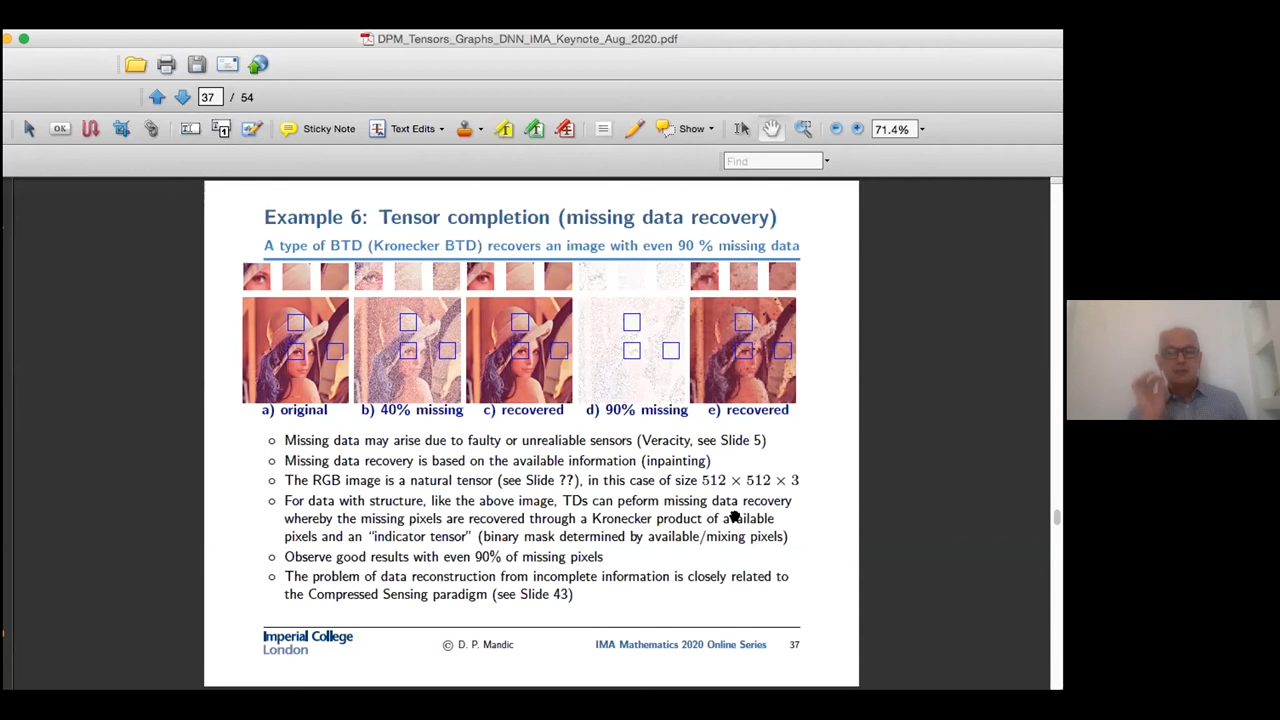 DPM_Tensors_Graphs_DNN_IMA_Keynote_Aug_2020.pdf
37 / 54
OK Sticky Note Text Edits Show 71.4%
Find
Example 6: Tensor completion (missing data recovery)
A type of BTD (Kronecker BTD) recovers an image with even 90 % missing data
a) original b) 40% missing c) recovered d) 90% missing e) recovered
Missing data may arise due to faulty or unrealiable sensors (Veracity, see Slide 5)
Missing data recovery is based on the available information (inpainting)
The RGB image is a natural tensor (see Slide ??), in this case of size 512 × 512 × 3
For data with structure, like the above image, TDs can peform missing data recovery
whereby the missing pixels are recovered through a Kronecker product of available
pixels and an “indicator tensor” (binary mask determined by available/mixing pixels)
Observe good results with even 90% of missing pixels
The problem of data reconstruction from incomplete information is closely related to
the Compressed Sensing paradigm (see Slide 43)
Imperial College
London
© D. P. Mandic IMA Mathematics 2020 Online Series 37